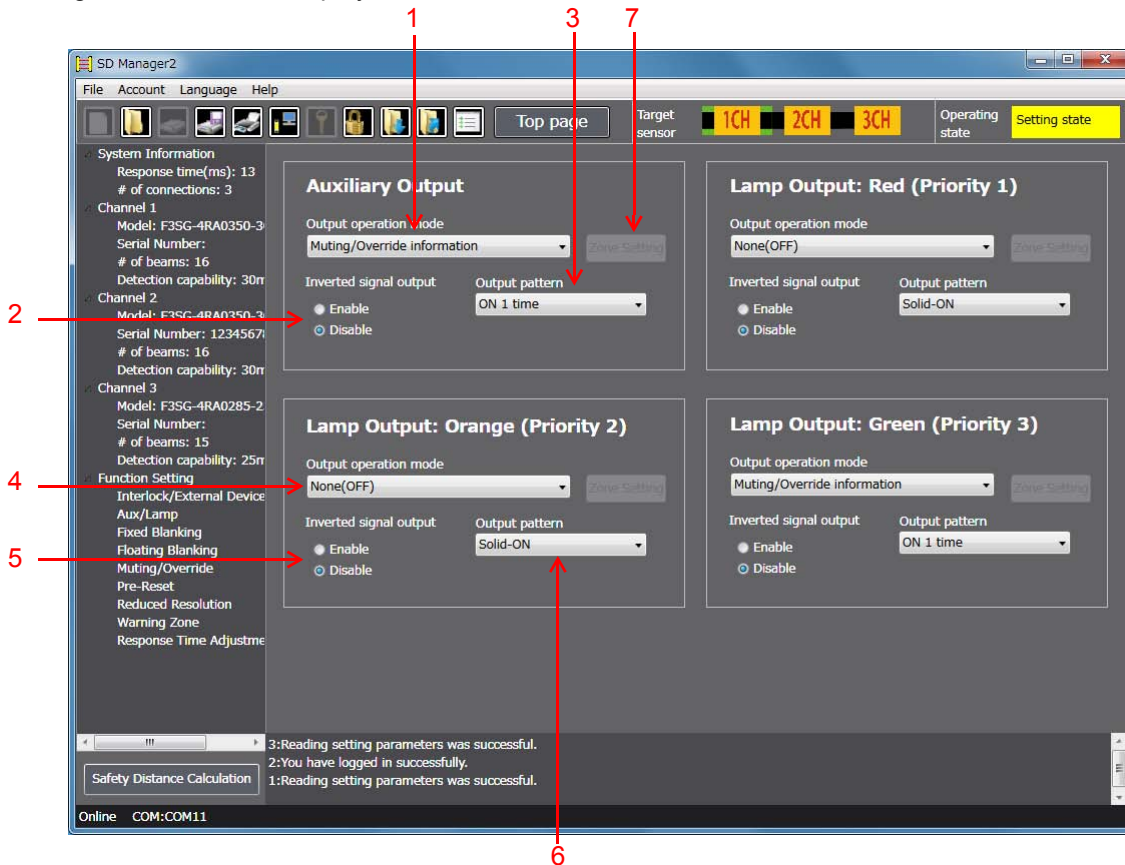 1 3 7
SD Manager2
File Account Language Help
Top page
Target sensor
1CH 2CH 3CH
Operating state
Setting state
System Information
Response time(ms): 13
# of connections: 3
Channel 1
Model: F3SG-4RA0350-3
Serial Number:
# of beams: 16
Detection capability: 30m
Channel 2
Model: F3SG-4RA0350-3
Serial Number: 1234567
# of beams: 16
Detection capability: 30m
Channel 3
Model: F3SG-4RA0285-2
Serial Number:
# of beams: 15
Detection capability: 25m
Function Setting
Interlock/External Device
Aux/Lamp
Fixed Blanking
Floating Blanking
Muting/Override
Pre-Reset
Reduced Resolution
Warning Zone
Response Time Adjustme
Auxiliary Output
Output operation mode
Muting/Override information
Zone Setting
Inverted signal output
Output pattern
Enable
ON 1 time
Disable
2
Lamp Output: Red (Priority 1)
Output operation mode
None(OFF)
Zone Setting
Inverted signal output
Output pattern
Enable
Solid-ON
Disable
Lamp Output: Orange (Priority 2)
Output operation mode
4
None(OFF)
Zone Setting
Inverted signal output
Output pattern
Enable
Solid-ON
5
Disable
Lamp Output: Green (Priority 3)
Output operation mode
Muting/Override information
Zone Setting
Inverted signal output
Output pattern
Enable
ON 1 time
Disable
3:Reading setting parameters was successful.
2:You have logged in successfully.
1:Reading setting parameters was successful.
Safety Distance Calculation
Online COM:COM11
6